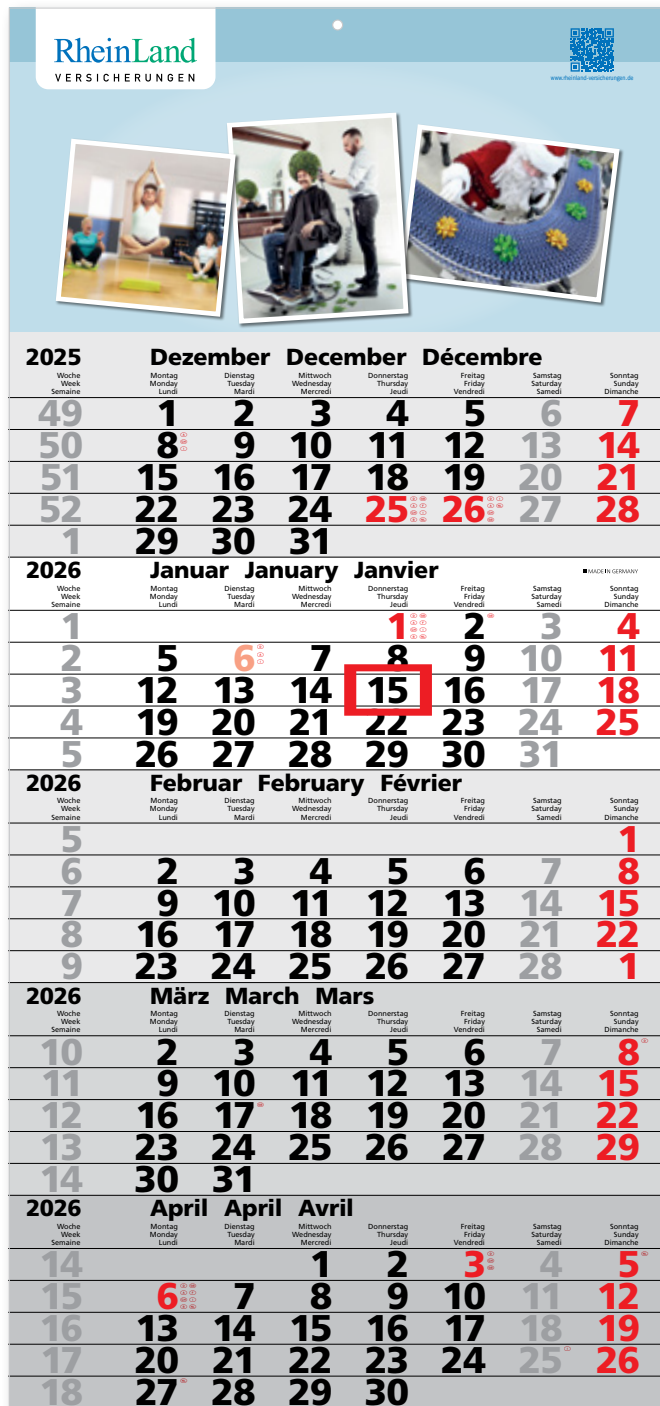 RheinLand
VERSICHERUNGEN
www.rheinland-versicherungen.de
2025 Dezember December Décembre
Woche Montag Dienstag Mittwoch Donnerstag Freitag Samstag Sonntag
Week Monday Tuesday Wednesday Thursday Friday Saturday Sunday
Semaine Lundi Mardi Mercredi Jeudi Vendredi Samedi Dimanche
49 1 2 3 4 5 6 7
50 8 9 10 11 12 13 14
51 15 16 17 18 19 20 21
52 22 23 24 25 26 27 28
1 29 30 31
2026 Januar January Janvier MADE IN GERMANY
Woche Montag Dienstag Mittwoch Donnerstag Freitag Samstag Sonntag
Week Monday Tuesday Wednesday Thursday Friday Saturday Sunday
Semaine Lundi Mardi Mercredi Jeudi Vendredi Samedi Dimanche
1 1 2 3 4
2 5 6 7 8 9 10 11
3 12 13 14 15 16 17 18
4 19 20 21 22 23 24 25
5 26 27 28 29 30 31
2026 Februar February Février
Woche Montag Dienstag Mittwoch Donnerstag Freitag Samstag Sonntag
Week Monday Tuesday Wednesday Thursday Friday Saturday Sunday
Semaine Lundi Mardi Mercredi Jeudi Vendredi Samedi Dimanche
5 1
6 2 3 4 5 6 7 8
7 9 10 11 12 13 14 15
8 16 17 18 19 20 21 22
9 23 24 25 26 27 28 1
2026 März March Mars
Woche Montag Dienstag Mittwoch Donnerstag Freitag Samstag Sonntag
Week Monday Tuesday Wednesday Thursday Friday Saturday Sunday
Semaine Lundi Mardi Mercredi Jeudi Vendredi Samedi Dimanche
10 2 3 4 5 6 7 8
11 9 10 11 12 13 14 15
12 16 17 18 19 20 21 22
13 23 24 25 26 27 28 29
14 30 31
2026 April April Avril
Woche Montag Dienstag Mittwoch Donnerstag Freitag Samstag Sonntag
Week Monday Tuesday Wednesday Thursday Friday Saturday Sunday
Semaine Lundi Mardi Mercredi Jeudi Vendredi Samedi Dimanche
14 1 2 3 4 5
15 6 7 8 9 10 11 12
16 13 14 15 16 17 18 19
17 20 21 22 23 24 25 26
18 27 28 29 30